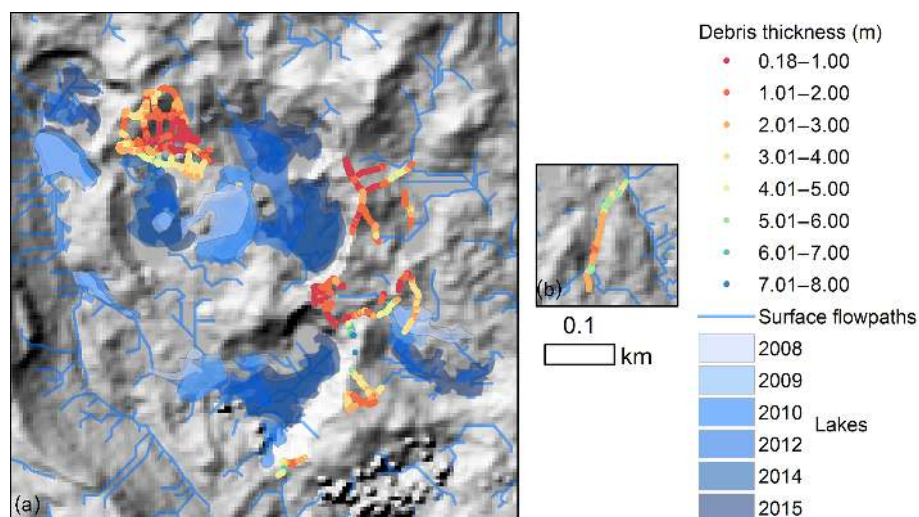 Debris thickness (m)
0.18–1.00
1.01–2.00
2.01–3.00
3.01–4.00
4.01–5.00
5.01–6.00
6.01–7.00
7.01–8.00
Surface flowpaths
2008
2009
2010
2012
2014
2015
Lakes
(a)
(b)
0.1
km